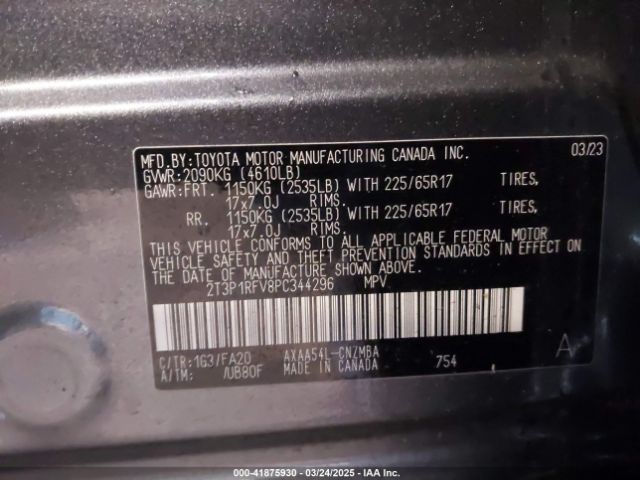 MFD.BY:TOYOTA MOTOR MANUFACTURING CANADA INC. 03/23
GVWR:2090KG (4610LB)
GAWR:FRT. 1150KG (2535LB) WITH 225/65R17 TIRES,
17x7.0J RIMS.
RR. 1150KG (2535LB) WITH 225/65R17 TIRES,
17x7.0J RIMS.
THIS VEHICLE CONFORMS TO ALL APPLICABLE FEDERAL MOTOR
VEHICLE SAFETY AND THEFT PREVENTION STANDARDS IN EFFECT ON
THE DATE OF MANUFACTURE SHOWN ABOVE.
2T3P1RFV8PC344296 MPV
C/TR:1G3/FA20 AXAA54L-CNZMBA 754 A
A/TM: /UB80F MADE IN CANADA
000-41875930 - 03/24/2025 - IAA Inc.